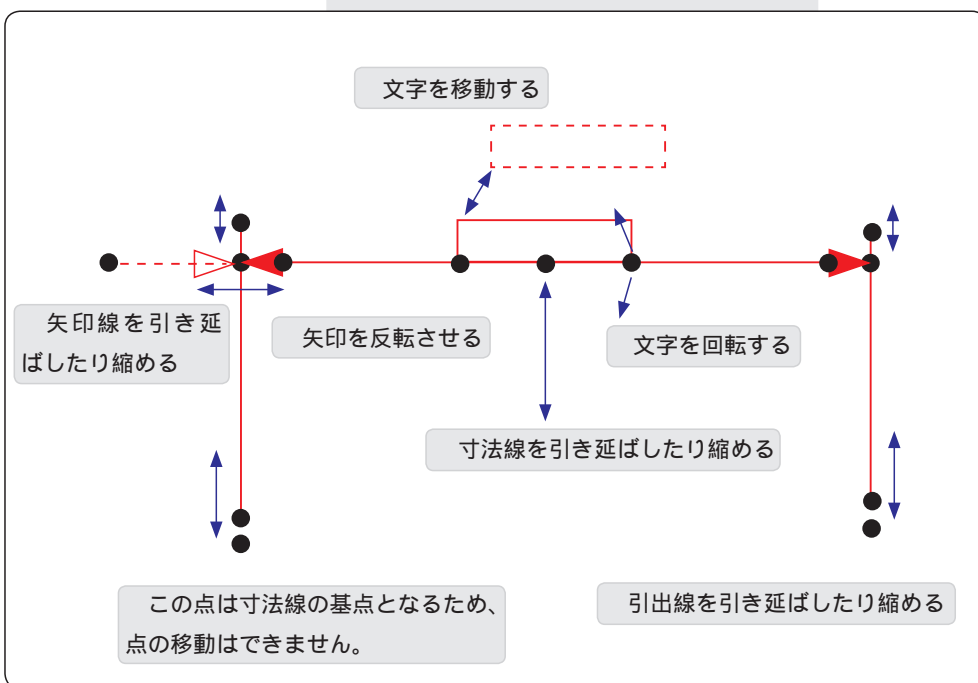 文字を移動する
矢印線を引き延
ばしたり縮める
矢印を反転させる
文字を回転する
寸法線を引き延ばしたり縮める
この点は寸法線の基点となるため、
点の移動はできません。
引出線を引き延ばしたり縮める